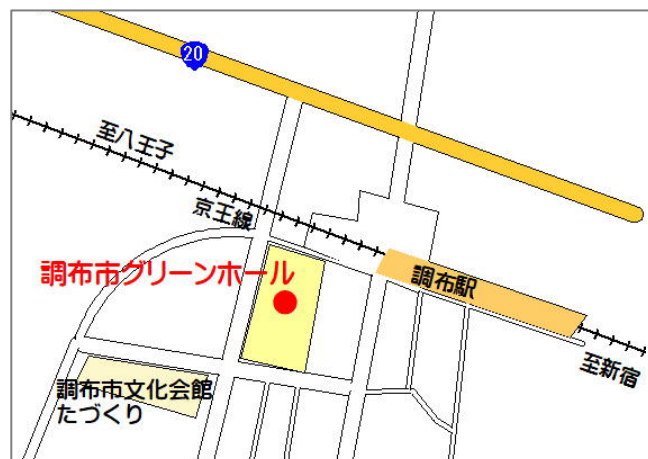 20
至八王子
京王線
調布市グリーンホール
調布駅
至新宿
調布市文化会館
たづくり